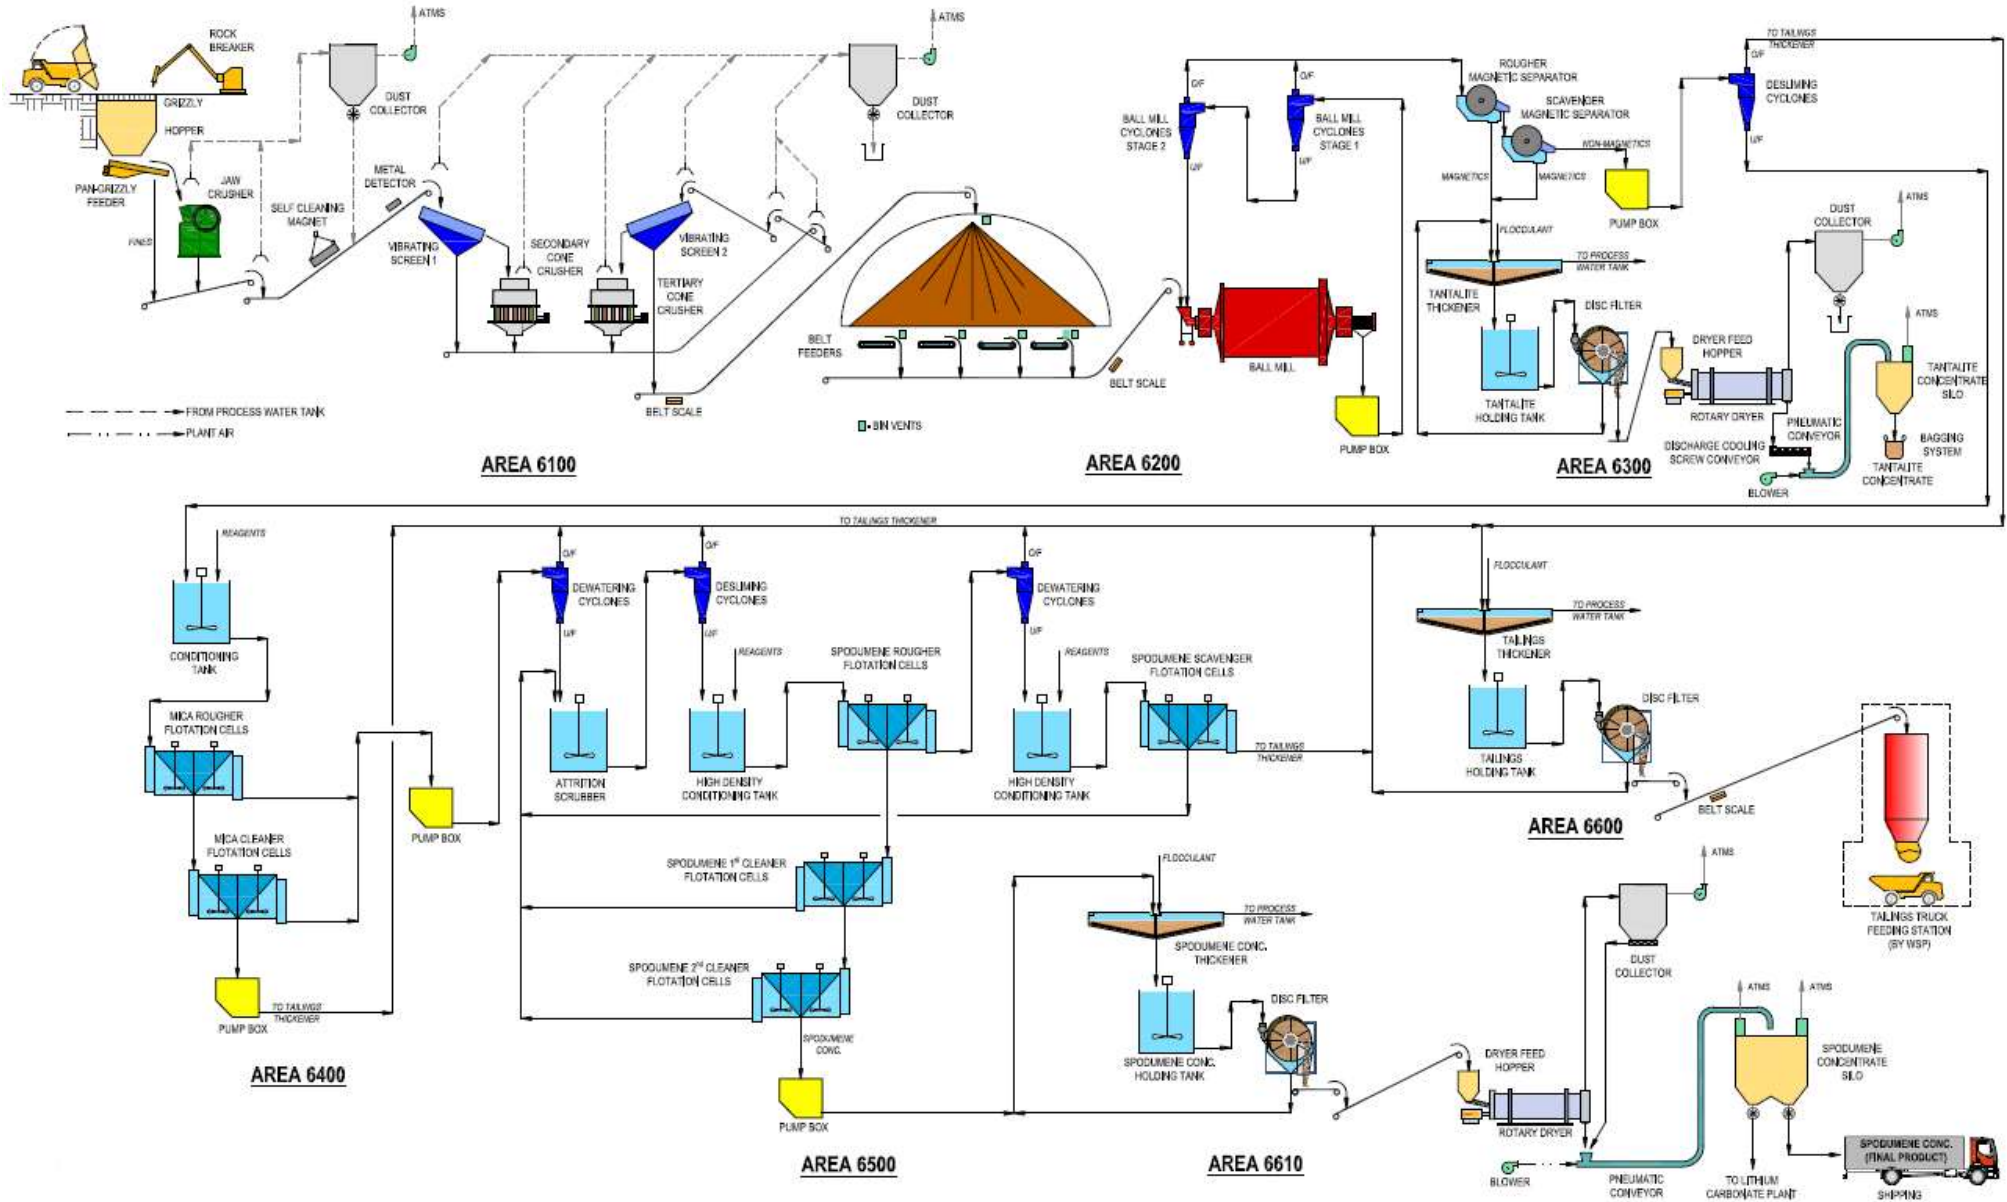 ATMS
ROCK
BREAKER
GRIZZLY
HOPPER
PAN-GRIZZLY
FEEDER
FINES
JAW
CRUSHER
DUST
COLLECTOR
SELF CLEANING
MAGNET
METAL
DETECTOR
VIBRATING
SCREEN 1
SECONDARY
CONE
CRUSHER
VIBRATING
SCREEN 2
TERTIARY
CONE
CRUSHER
ATMS
DUST
COLLECTOR
BELT SCALE
FROM PROCESS WATER TANK
PLANT AIR
AREA 6100
BELT
FEEDERS
- BIN VENTS
BELT SCALE
BALL MILL
CYCLONES
STAGE 2
O/F
U/F
BALL MILL
CYCLONES
STAGE 1
O/F
U/F
BALL MILL
PUMP BOX
AREA 6200
ROUGHER
MAGNETIC SEPARATOR
SCAVENGER
MAGNETIC SEPARATOR
NON-MAGNETICS
MAGNETICS
MAGNETICS
PUMP BOX
TO TAILINGS
THICKENER
O/F
DESLIMING
CYCLONES
U/F
FLOCCULANT
TO PROCESS
WATER TANK
TANTALITE
THICKENER
DISC FILTER
TANTALITE
HOLDING TANK
DUST
COLLECTOR
ATMS
DRYER FEED
HOPPER
ROTARY DRYER
PNEUMATIC
CONVEYOR
DISCHARGE COOLING
SCREW CONVEYOR
BLOWER
ATMS
TANTALITE
CONCENTRATE
SILO
BAGGING
SYSTEM
TANTALITE
CONCENTRATE
AREA 6300
REAGENTS
CONDITIONING
TANK
MICA ROUGHER
FLOTATION CELLS
MICA CLEANER
FLOTATION CELLS
PUMP BOX
TO TAILINGS
THICKENER
PUMP BOX
AREA 6400
TO TAILINGS THICKENER
O/F
DEWATERING
CYCLONES
U/F
ATTRITION
SCRUBBER
O/F
DESLIMING
CYCLONES
U/F
REAGENTS
HIGH DENSITY
CONDITIONING TANK
SPODUMENE ROUGHER
FLOTATION CELLS
O/F
DEWATERING
CYCLONES
U/F
REAGENTS
HIGH DENSITY
CONDITIONING TANK
SPODUMENE SCAVENGER
FLOTATION CELLS
TO TAILINGS
THICKENER
SPODUMENE 1st CLEANER
FLOTATION CELLS
SPODUMENE 2ND CLEANER
FLOTATION CELLS
SPODUMENE
CONC.
PUMP BOX
AREA 6500
FLOCCULANT
TO PROCESS
WATER TANK
TAILINGS
THICKENER
DISC FILTER
TAILINGS
HOLDING TANK
BELT SCALE
AREA 6600
TAILINGS TRUCK
FEEDING STATION
(BY WSP)
FLOCCULANT
TO PROCESS
WATER TANK
SPODUMENE CONC.
THICKENER
DISC FILTER
SPODUMENE CONC.
HOLDING TANK
AREA 6610
DRYER FEED
HOPPER
ROTARY DRYER
ATMS
DUST
COLLECTOR
BLOWER
PNEUMATIC
CONVEYOR
ATMS
ATMS
SPODUMENE
CONCENTRATE
SILO
TO LITHIUM
CARBONATE PLANT
SPODUMENE CONC.
(FINAL PRODUCT)
SHIPPING